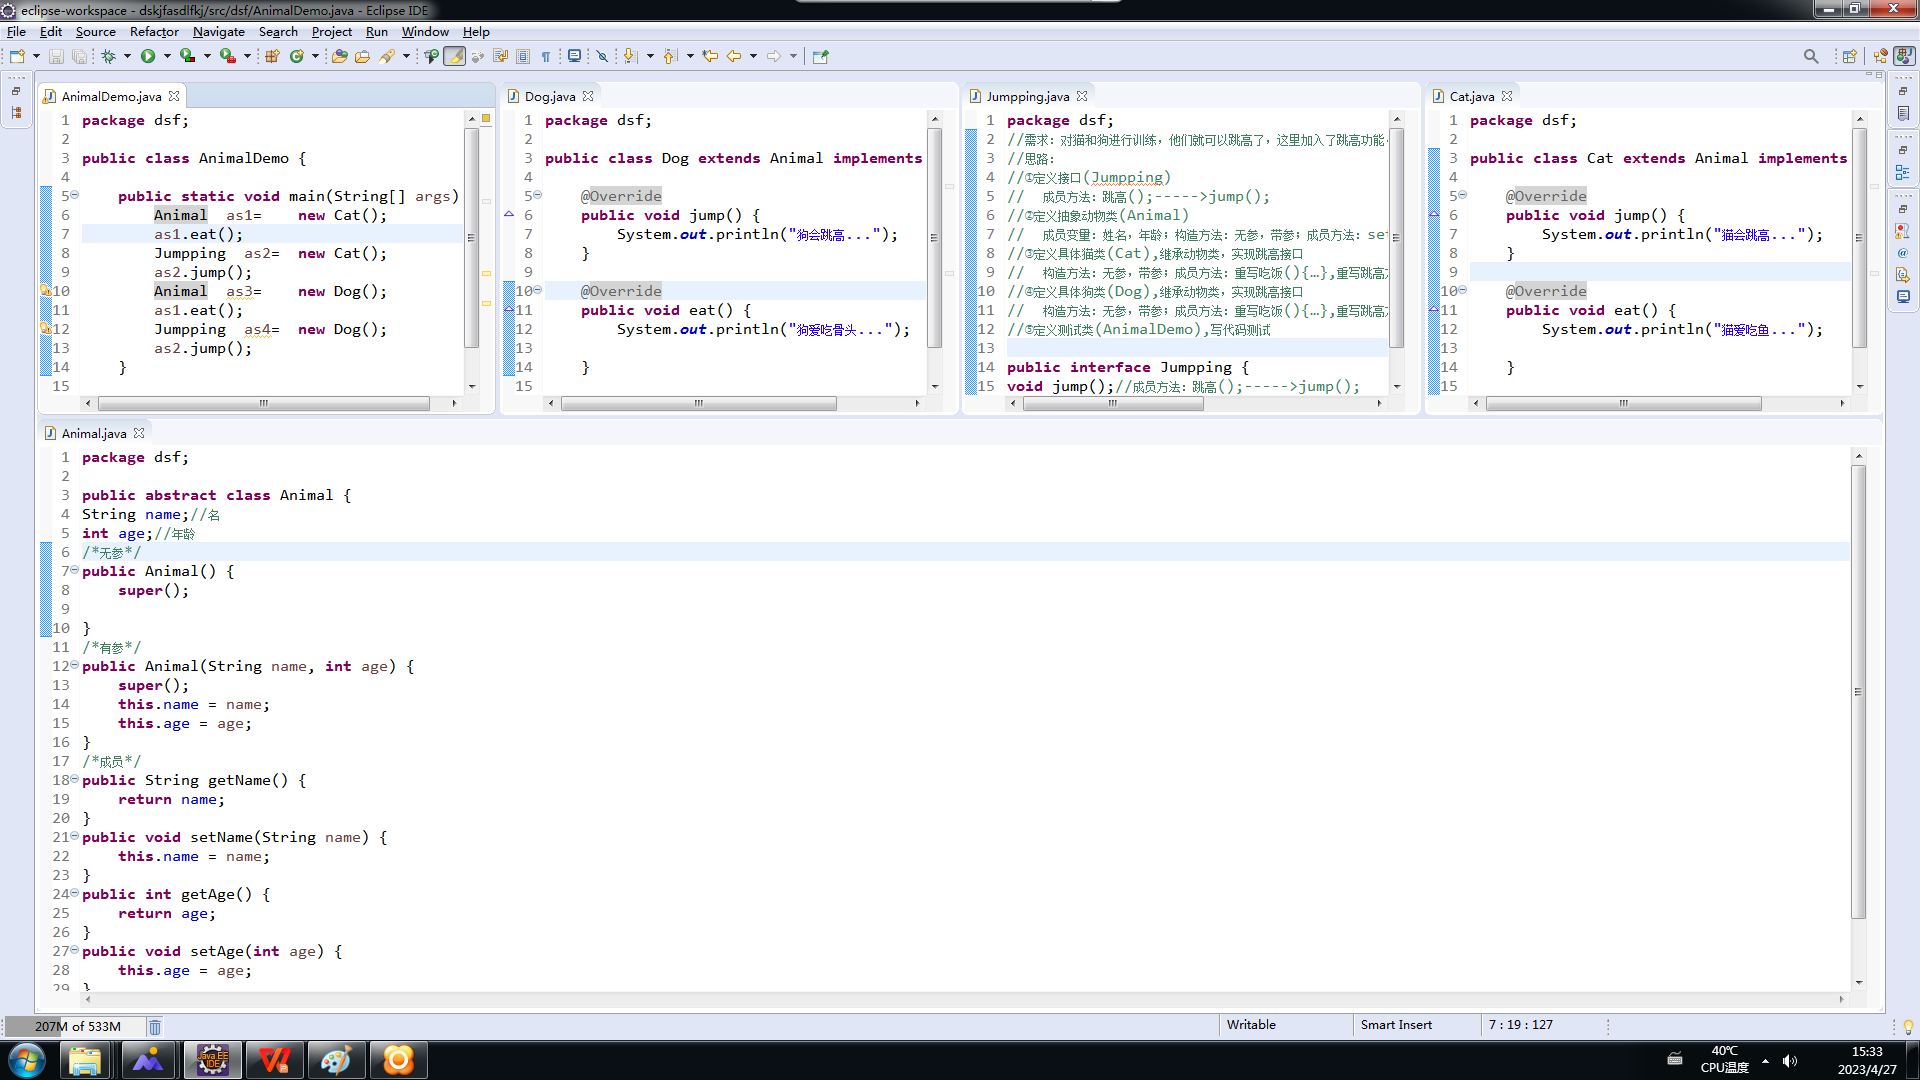 eclipse-workspace - dskjfasdlfkj/src/dsf/AnimalDemo.java - Eclipse IDE
File Edit Source Refactor Navigate Search Project Run Window Help
AnimalDemo.java
1 package dsf;
2
3 public class AnimalDemo {
4
5 public static void main(String[] args)
6 Animal as1= new Cat();
7 as1.eat();
8 Jumpping as2= new Cat();
9 as2.jump();
10 Animal as3= new Dog();
11 as1.eat();
12 Jumpping as4= new Dog();
13 as2.jump();
14 }
15
Dog.java
1 package dsf;
2
3 public class Dog extends Animal implements
4
5 @Override
6 public void jump() {
7 System.out.println("狗会跳高...");
8 }
9
10 @Override
11 public void eat() {
12 System.out.println("狗爱吃骨头...");
13
14 }
15
Jumpping.java
1 package dsf;
2 //需求：对猫和狗进行训练，他们就可以跳高了，这里加入了跳高功能
3 //思路：
4 //①定义接口(Jumpping)
5 // 成员方法：跳高();----->jump();
6 //②定义抽象动物类(Animal)
7 // 成员变量：姓名，年龄；构造方法：无参，带参；成员方法：se
8 //③定义具体猫类(Cat),继承动物类，实现跳高接口
9 // 构造方法：无参，带参；成员方法：重写吃饭(){…},重写跳高
10 //④定义具体狗类(Dog),继承动物类，实现跳高接口
11 // 构造方法：无参，带参；成员方法：重写吃饭(){…},重写跳高
12 //⑤定义测试类(AnimalDemo),写代码测试
13
14 public interface Jumpping {
15 void jump();//成员方法：跳高();----->jump();
Cat.java
1 package dsf;
2
3 public class Cat extends Animal implements
4
5 @Override
6 public void jump() {
7 System.out.println("猫会跳高...");
8 }
9
10 @Override
11 public void eat() {
12 System.out.println("猫爱吃鱼...");
13
14 }
15
Animal.java
1 package dsf;
2
3 public abstract class Animal {
4 String name;//名
5 int age;//年龄
6 /*无参*/
7 public Animal() {
8 super();
9
10 }
11 /*有参*/
12 public Animal(String name, int age) {
13 super();
14 this.name = name;
15 this.age = age;
16 }
17 /*成员*/
18 public String getName() {
19 return name;
20 }
21 public void setName(String name) {
22 this.name = name;
23 }
24 public int getAge() {
25 return age;
26 }
27 public void setAge(int age) {
28 this.age = age;
29 }
207M of 533M
Writable
Smart Insert
7 : 19 : 127
Java EE
IDE
40℃
CPU温度
15:33
2023/4/27